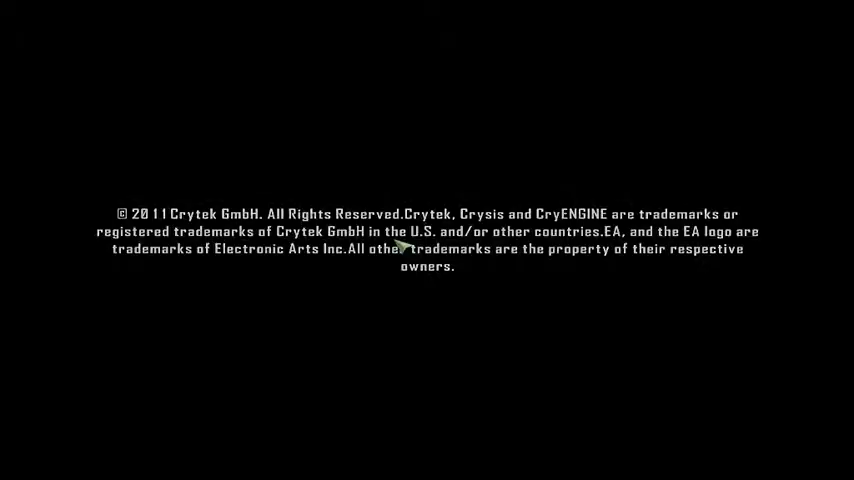 © 2011 Crytek GmbH. All Rights Reserved.Crytek, Crysis and CryENGINE are trademarks or
registered trademarks of Crytek GmbH in the U.S. and/or other countries.EA, and the EA logo are
trademarks of Electronic Arts Inc.All other trademarks are the property of their respective
owners.